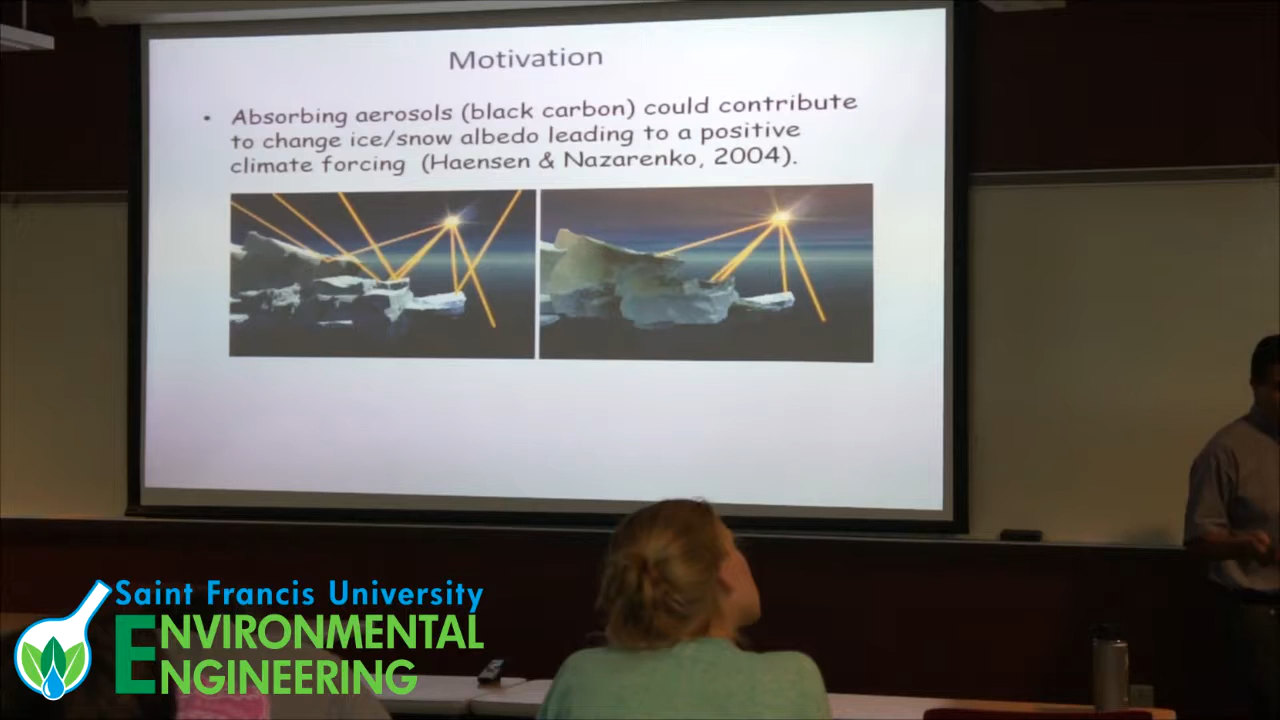 Motivation
• Absorbing aerosols (black carbon) could contribute
to change ice/snow albedo leading to a positive
climate forcing (Haensen & Nazarenko, 2004).
Saint Francis University
ENVIRONMENTAL
ENGINEERING